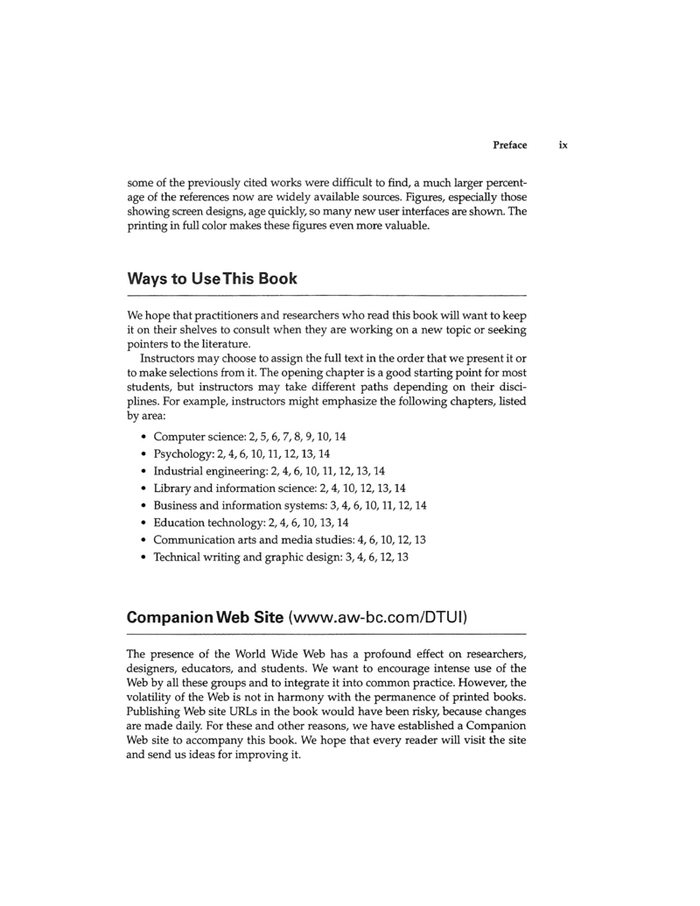 Preface ix
some of the previously cited works were difficult to find, a much larger percent-
age of the references now are widely available sources. Figures, especially those
showing screen designs, age quickly, so many new user interfaces are shown. The
printing in full color makes these figures even more valuable.
Ways to Use This Book
We hope that practitioners and researchers who read this book will want to keep
it on their shelves to consult when they are working on a new topic or seeking
pointers to the literature.
Instructors may choose to assign the full text in the order that we present it or
to make selections from it. The opening chapter is a good starting point for most
students, but instructors may take different paths depending on their disci-
plines. For example, instructors might emphasize the following chapters, listed
by area:
• Computer science: 2, 5, 6, 7, 8, 9, 10, 14
• Psychology: 2, 4, 6, 10, 11, 12, 13, 14
• Industrial engineering: 2, 4, 6, 10, 11, 12, 13, 14
• Library and information science: 2, 4, 10, 12, 13, 14
• Business and information systems: 3, 4, 6, 10, 11, 12, 14
• Education technology: 2, 4, 6, 10, 13, 14
• Communication arts and media studies: 4, 6, 10, 12, 13
• Technical writing and graphic design: 3, 4, 6, 12, 13
Companion Web Site (www.aw-bc.com/DTUI)
The presence of the World Wide Web has a profound effect on researchers,
designers, educators, and students. We want to encourage intense use of the
Web by all these groups and to integrate it into common practice. However, the
volatility of the Web is not in harmony with the permanence of printed books.
Publishing Web site URLs in the book would have been risky, because changes
are made daily. For these and other reasons, we have established a Companion
Web site to accompany this book. We hope that every reader will visit the site
and send us ideas for improving it.